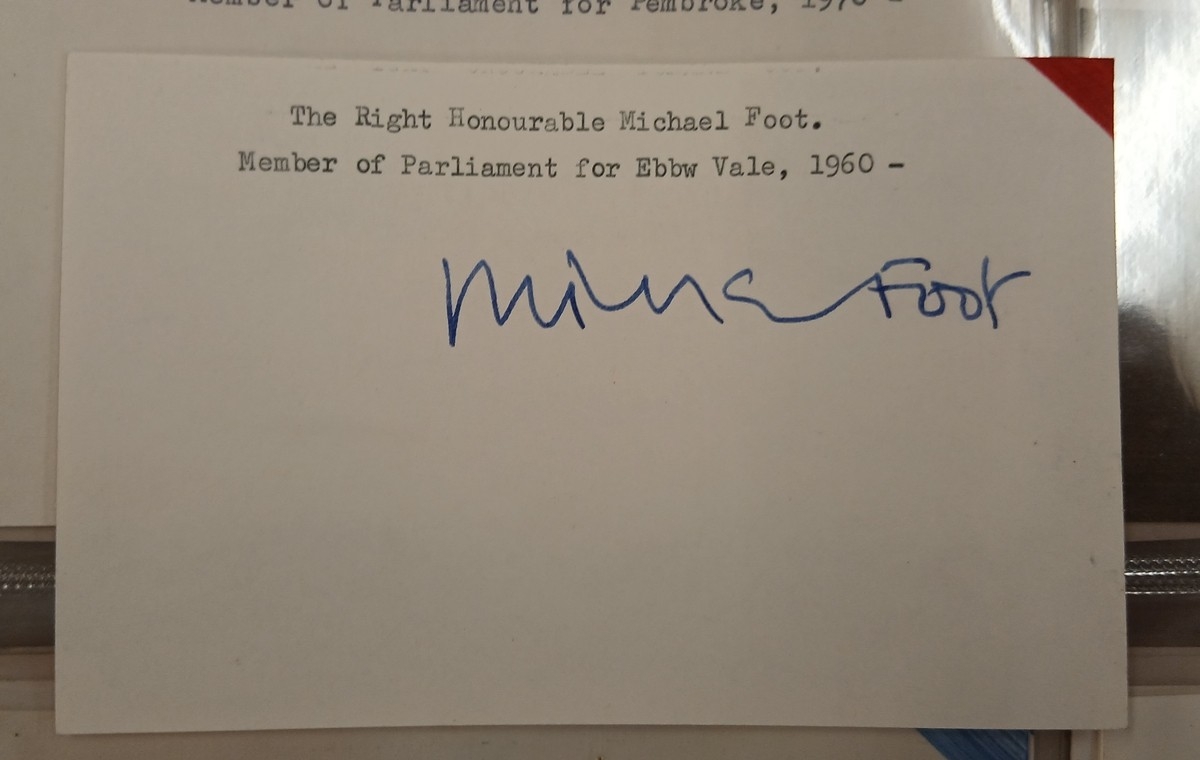 Member of Parliament for Pembroke, 1970 -
The Right Honourable Michael Foot.
Member of Parliament for Ebbw Vale, 1960 -
Michael Foot